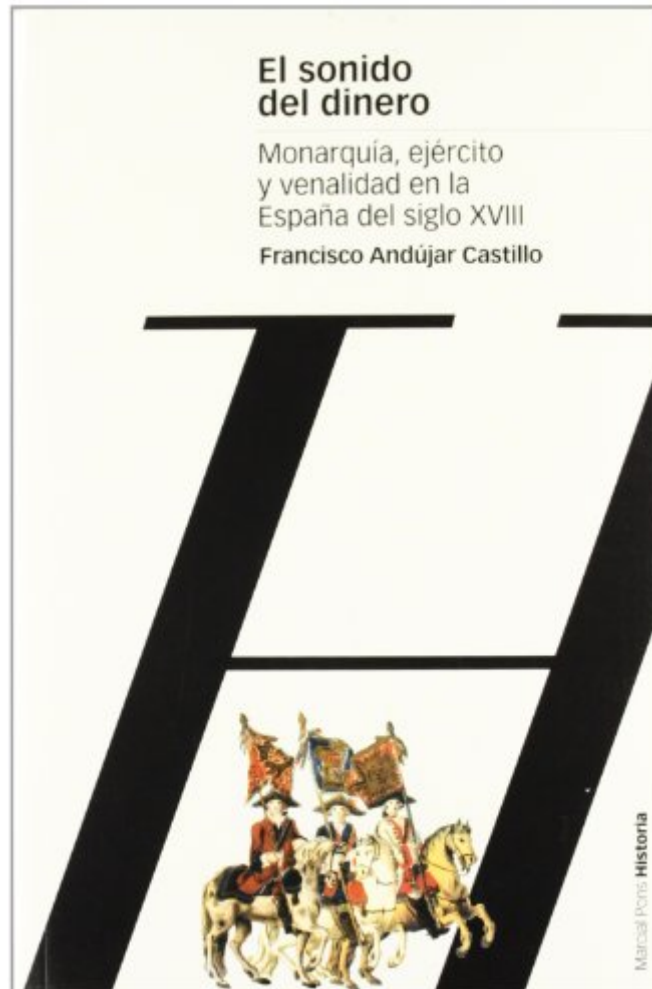 El sonido
del dinero
Monarquía, ejército
y venalidad en la
España del siglo XVIII
Francisco Andújar Castillo
H
Marcial Pons Historia